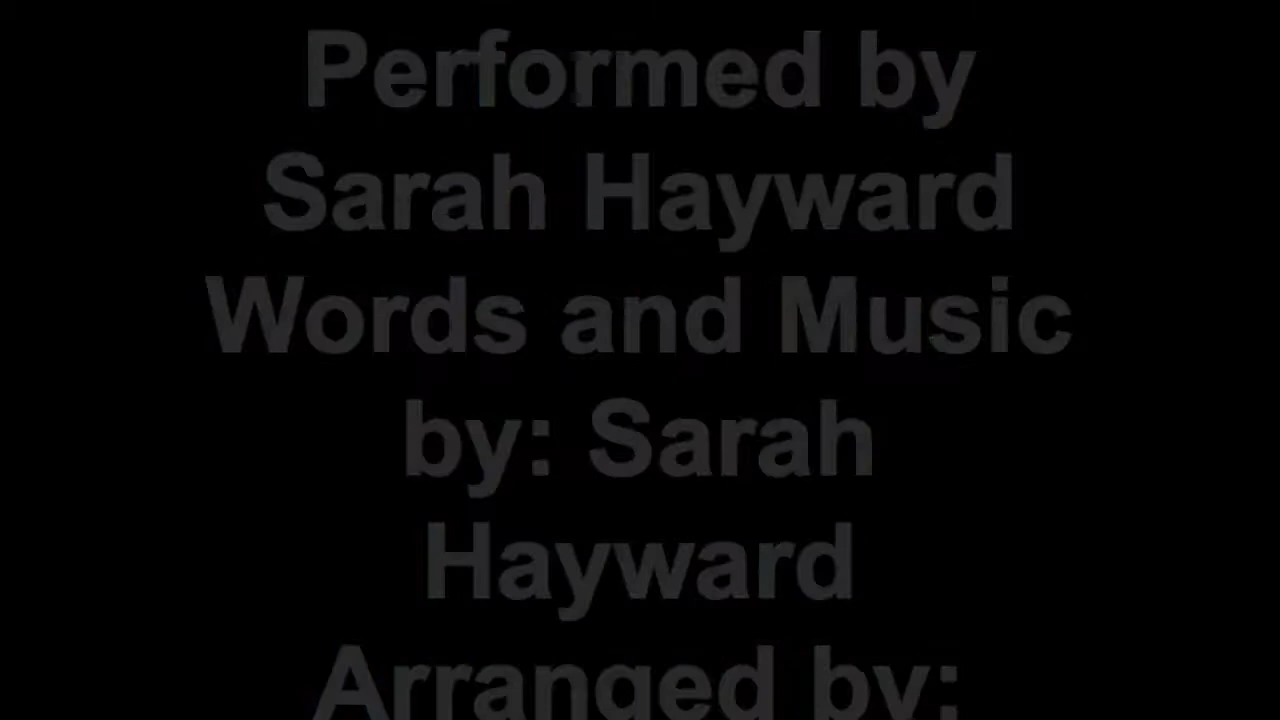 Performed by
Sarah Hayward
Words and Music
by: Sarah
Hayward
Arranged by: